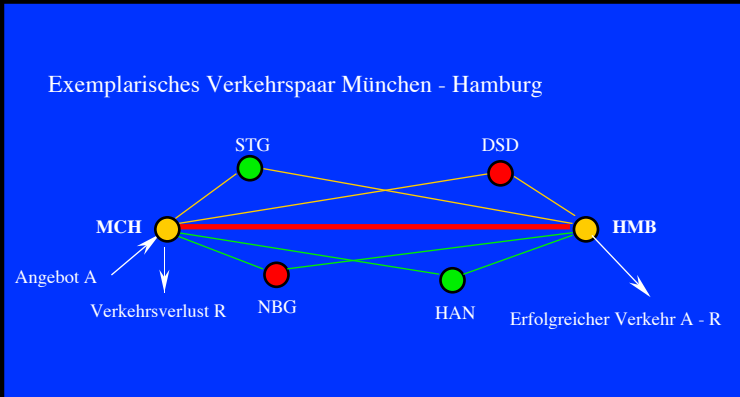 Exemplarisches Verkehrspaar München - Hamburg
STG
DSD
MCH
HMB
Angebot A
Verkehrsverlust R
NBG
HAN
Erfolgreicher Verkehr A - R